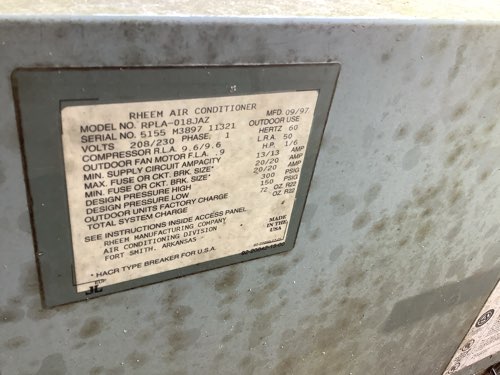 RHEEM AIR CONDITIONER
MODEL NO. RPLA-018JAZ MFD. 09/97
SERIAL NO. 5155 M3897 11321 OUTDOOR USE
VOLTS 208/230 PHASE: 1 HERTZ 60
COMPRESSOR R.L.A. 9.6/9.6 L.R.A. 50
OUTDOOR FAN MOTOR F.L.A. .9 H.P. 1/6
MIN. SUPPLY CIRCUIT AMPACITY 13/13 AMP
MAX. FUSE OR CKT. BRK. SIZE* 20/20 AMP
MIN. FUSE OR CKT. BRK. SIZE* 20/20 AMP
DESIGN PRESSURE HIGH 300 PSIG
DESIGN PRESSURE LOW 150 PSIG
OUTDOOR UNITS FACTORY CHARGE 72 OZ R22
TOTAL SYSTEM CHARGE OZ R22
SEE INSTRUCTIONS INSIDE ACCESS PANEL
RHEEM MANUFACTURING COMPANY
AIR CONDITIONING DIVISION
FORT SMITH, ARKANSAS
MADE IN THE USA
*HACR TYPE BREAKER FOR U.S.A.